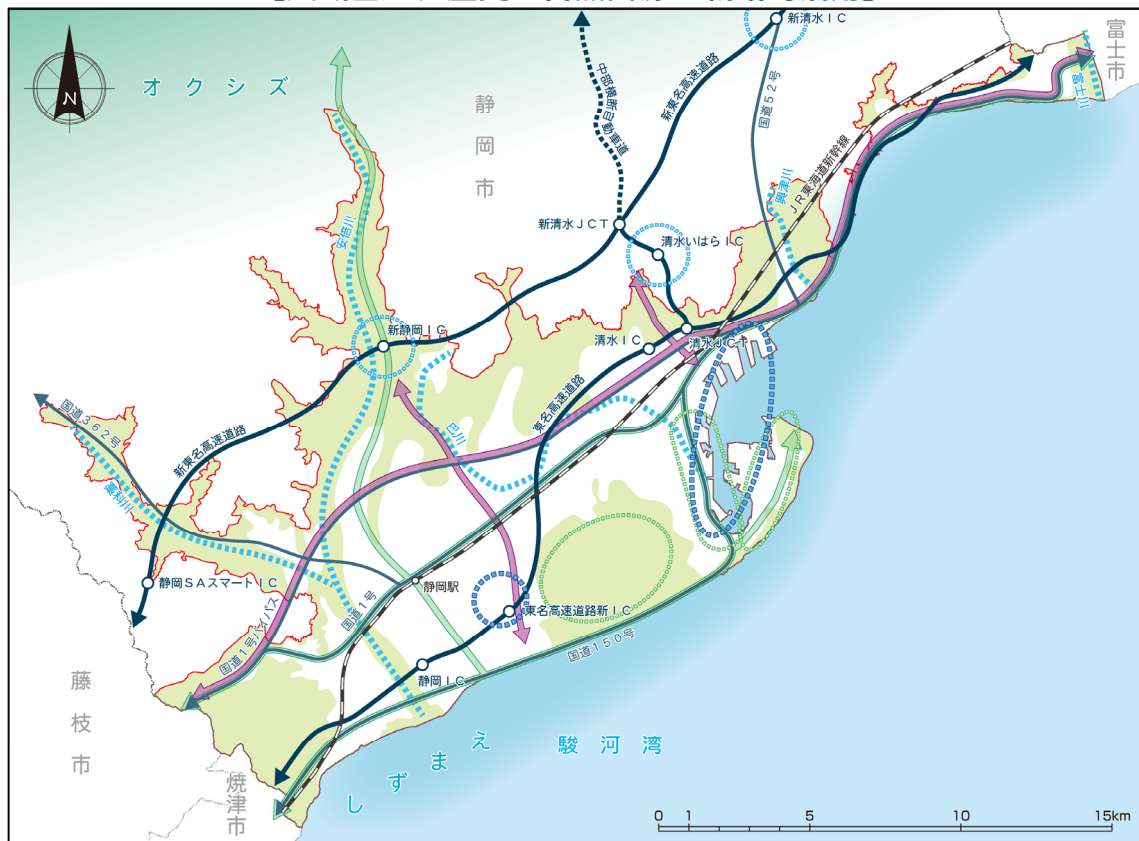 新清水ＩＣ
富士市
N
オクシズ
静岡市
中部横断自動車道
新東名高速道路
国道５２号
富士川
ＪＲ東海道新幹線
興津川
安倍川
新清水ＪＣＴ
清水いはらＩＣ
新静岡ＩＣ
清水ＩＣ
清水ＪＣＴ
国道３６２号
新東名高速道路
東名高速道路
巴川
藁科川
静岡ＳＡスマートＩＣ
静岡駅
国道１号
東名高速道路新ＩＣ
国道１号バイパス
国道１５０号
静岡ＩＣ
藤枝市
焼津市
しずまえ
駿河湾
0 1 5 10 15km